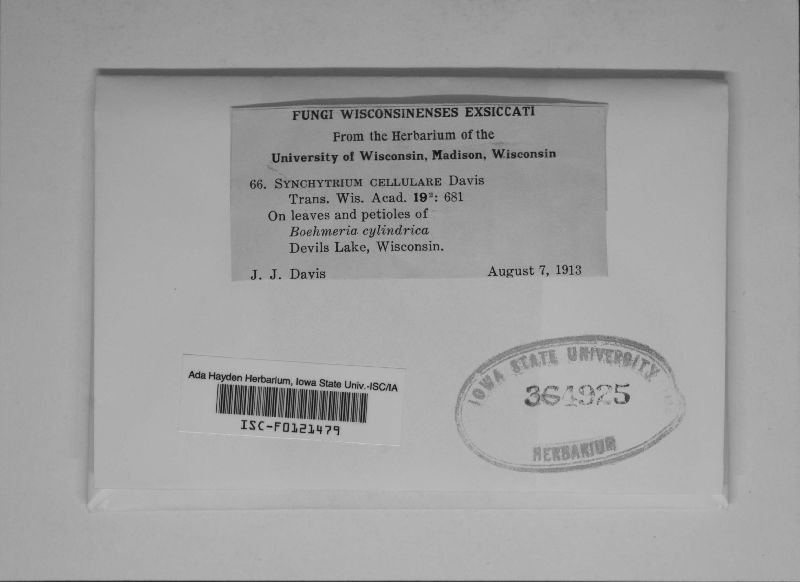 FUNGI WISCONSINENSES EXSICCATI
From the Herbarium of the
University of Wisconsin, Madison, Wisconsin
66. SYNCHYTRIUM CELLULARE Davis
Trans. Wis. Acad. 19²: 681
On leaves and petioles of
Boehmeria cylindrica
Devils Lake, Wisconsin.
J. J. Davis August 7, 1913
Ada Hayden Herbarium, Iowa State Univ.-ISC/IA
ISC-F0121479
IOWA STATE UNIVERSITY
364925
HERBARIUM